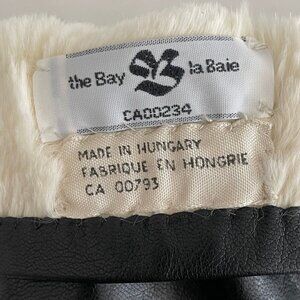 the Bay la Baie
CA00234
MADE IN HUNGARY
FABRIQUE EN HONGRIE
CA 00793